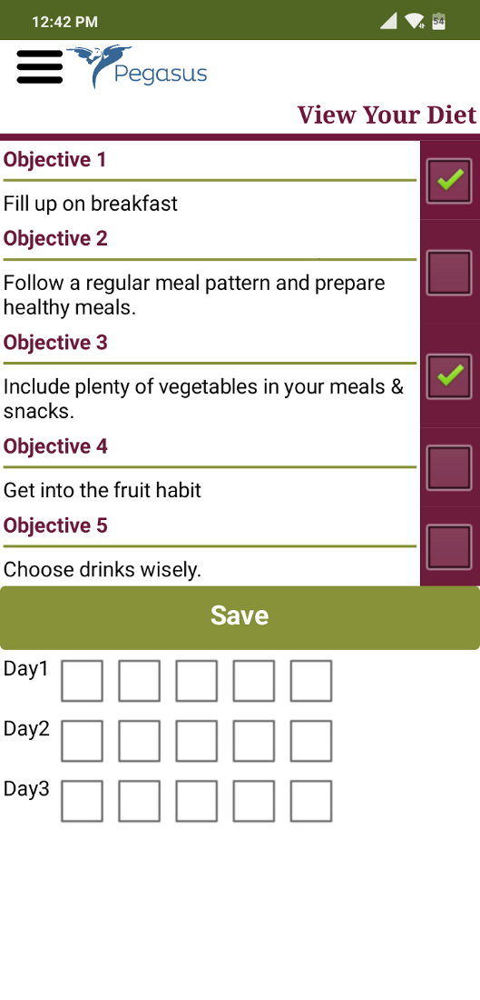 12:42 PM
54
Pegasus
View Your Diet
Objective 1
Fill up on breakfast
Objective 2
Follow a regular meal pattern and prepare
healthy meals.
Objective 3
Include plenty of vegetables in your meals &
snacks.
Objective 4
Get into the fruit habit
Objective 5
Choose drinks wisely.
Save
Day1
Day2
Day3